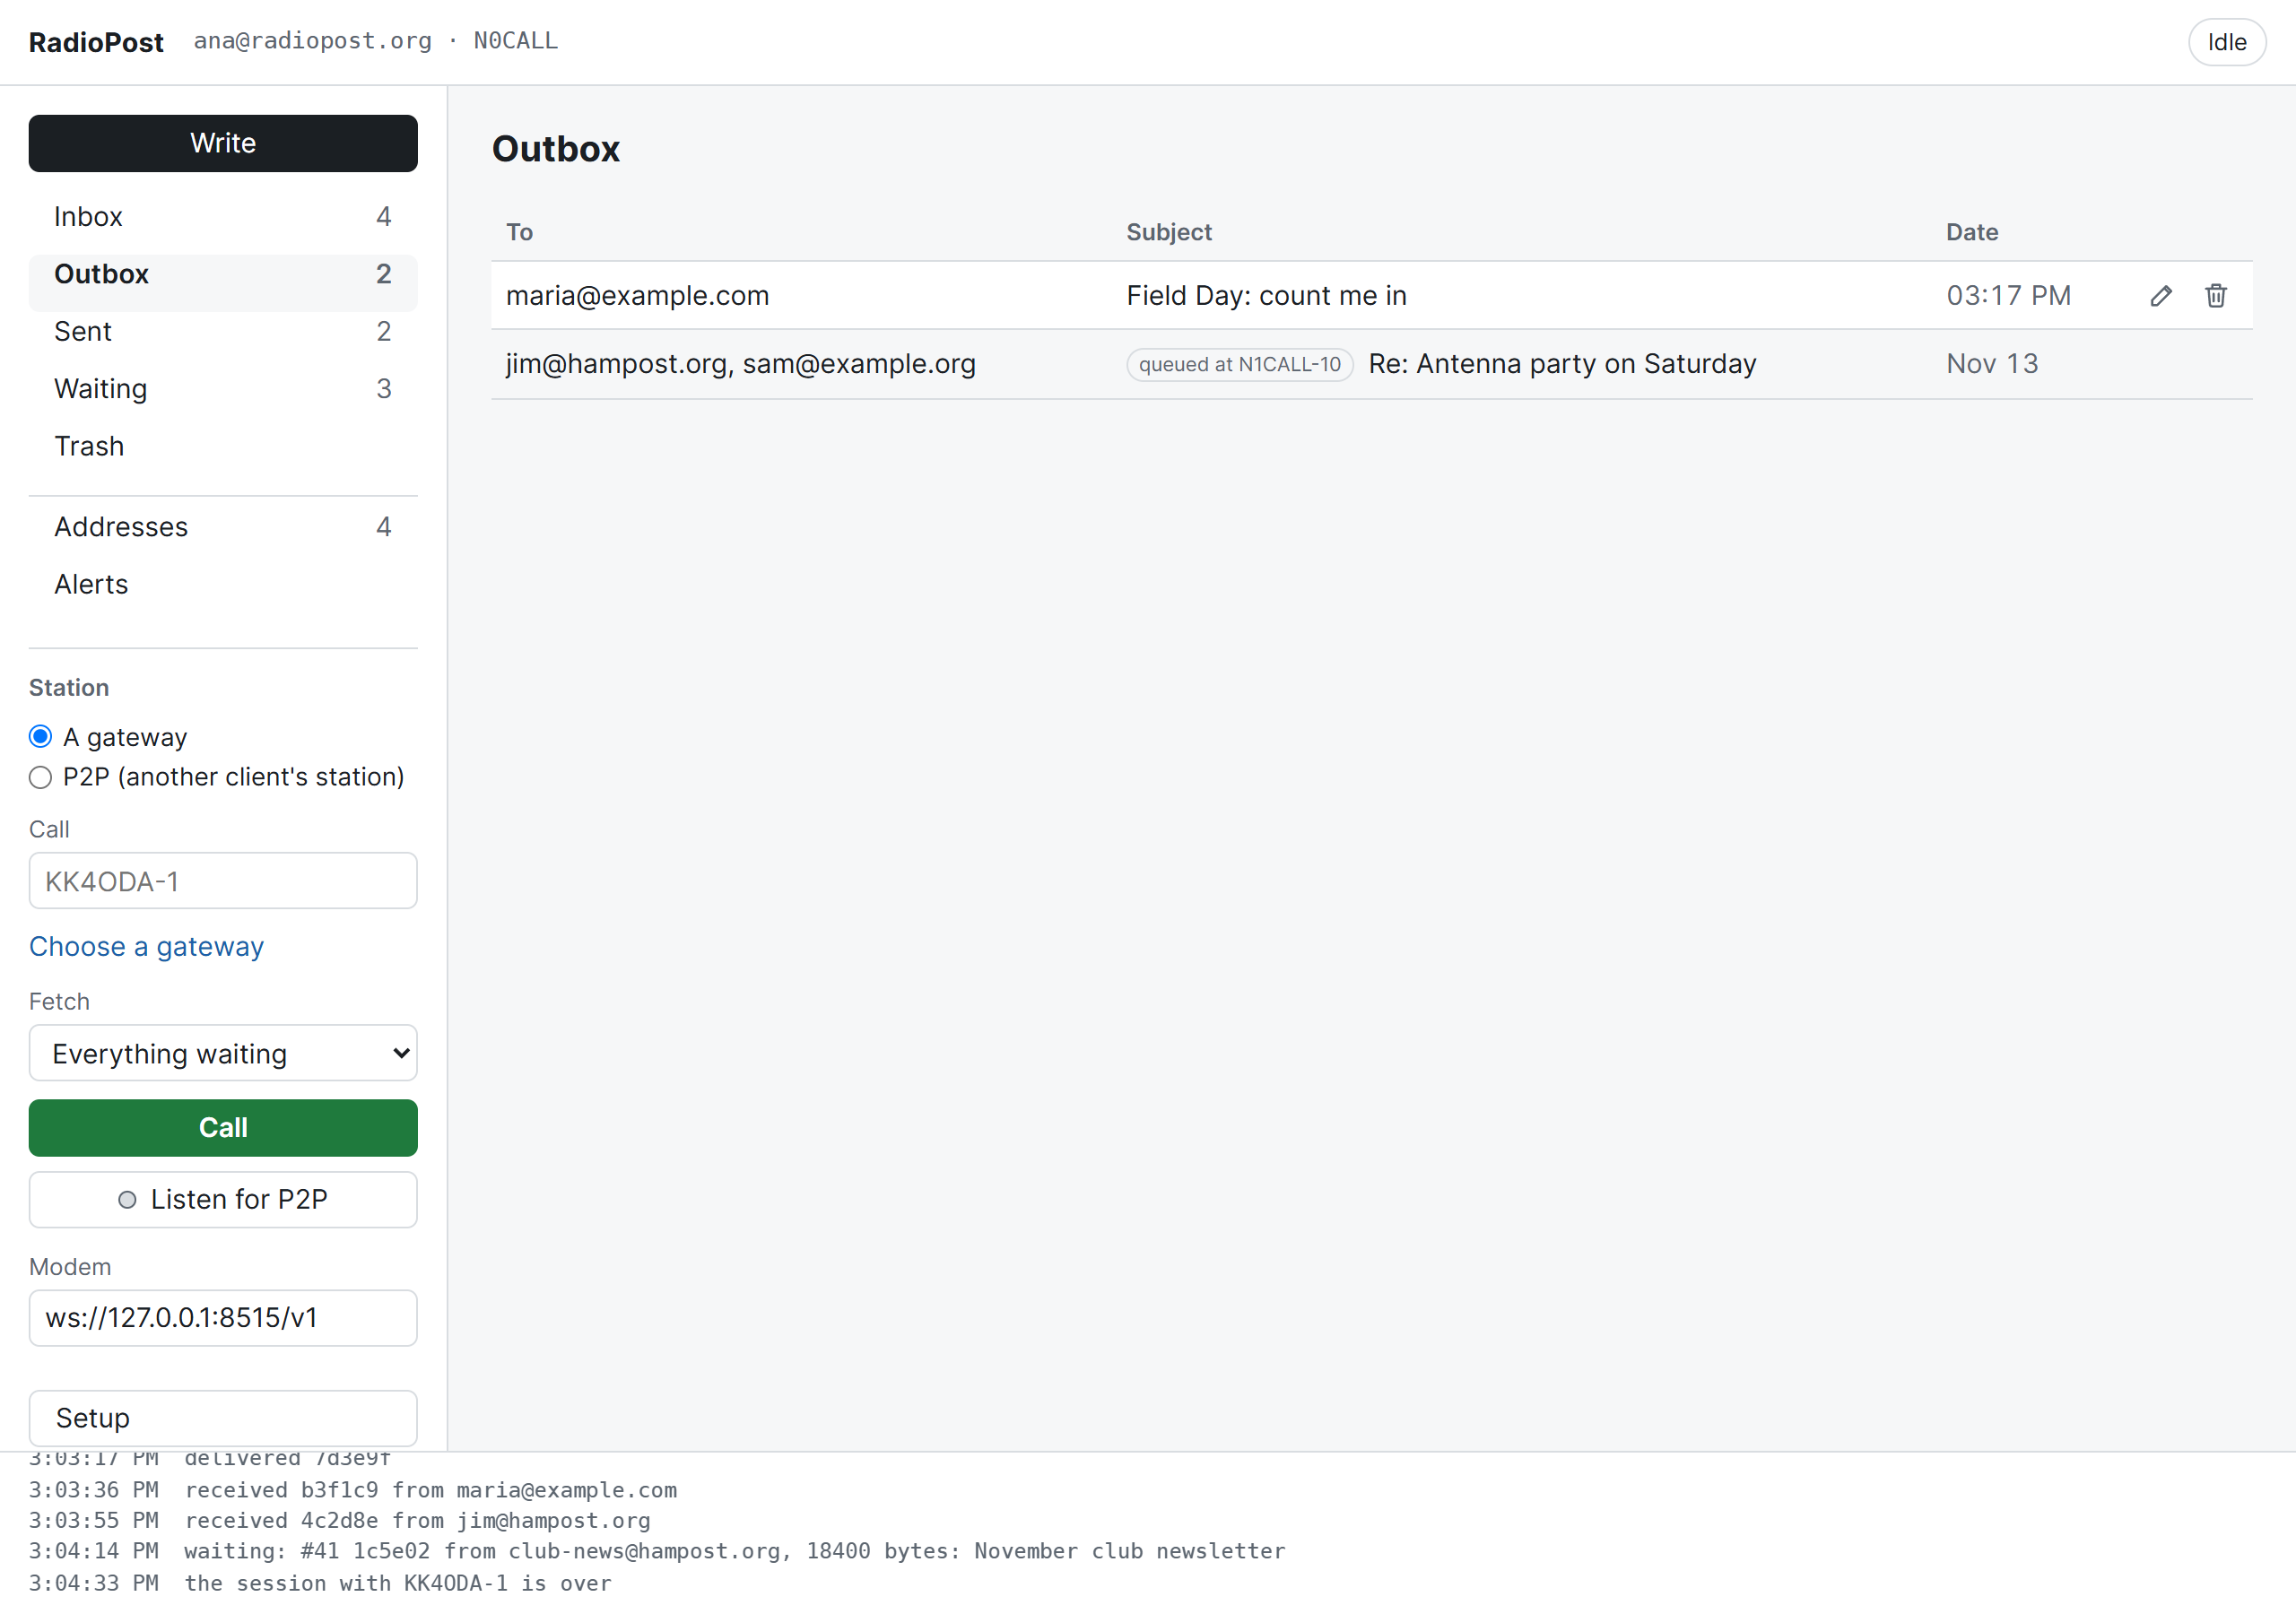 RadioPost ana@radiopost.org · N0CALL Idle
Write
Inbox 4
Outbox 2
Sent 2
Waiting 3
Trash
Addresses 4
Alerts
Station
A gateway
P2P (another client's station)
Call
KK4ODA-1
Choose a gateway
Fetch
Everything waiting
Call
Listen for P2P
Modem
ws://127.0.0.1:8515/v1
Setup
Outbox
To Subject Date
maria@example.com Field Day: count me in 03:17 PM
jim@hampost.org, sam@example.org queued at N1CALL-10 Re: Antenna party on Saturday Nov 13
3:03:17 PM delivered 7d3e9f
3:03:36 PM received b3f1c9 from maria@example.com
3:03:55 PM received 4c2d8e from jim@hampost.org
3:04:14 PM waiting: #41 1c5e02 from club-news@hampost.org, 18400 bytes: November club newsletter
3:04:33 PM the session with KK4ODA-1 is over